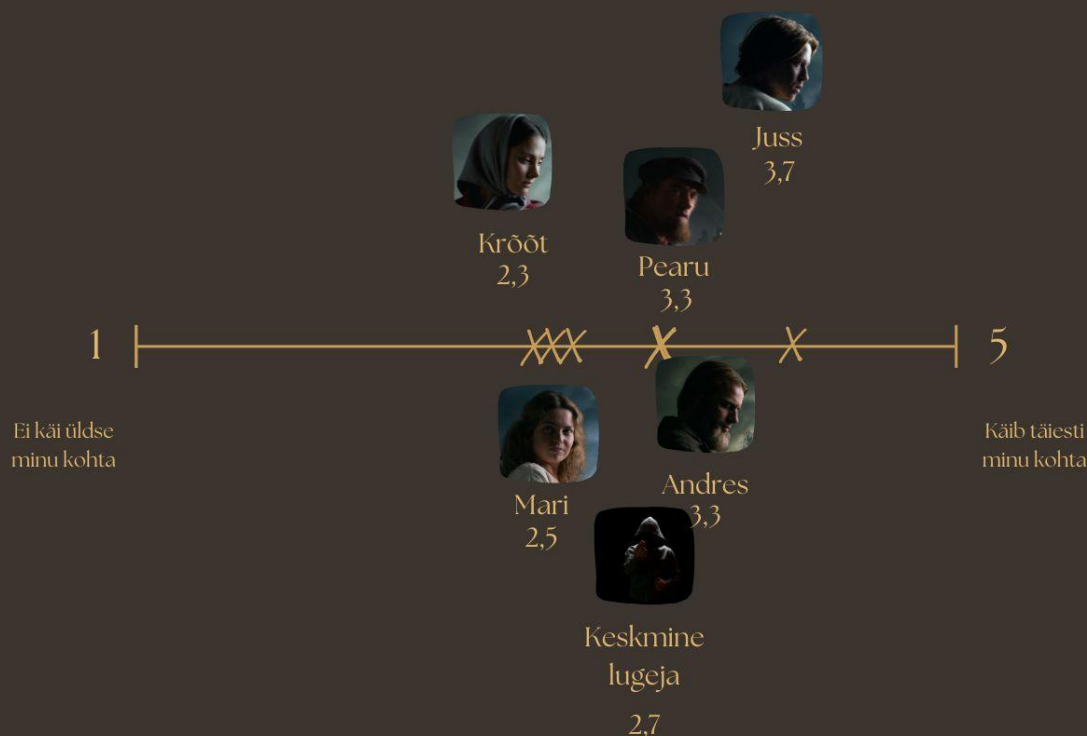 Juss
3,7
Krõõt
2,3
Pearu
3,3
1
5
Ei käi üldse
minu kohta
Käib täiesti
minu kohta
Mari
2,5
Andres
3,3
Keskmine
lugeja
2,7